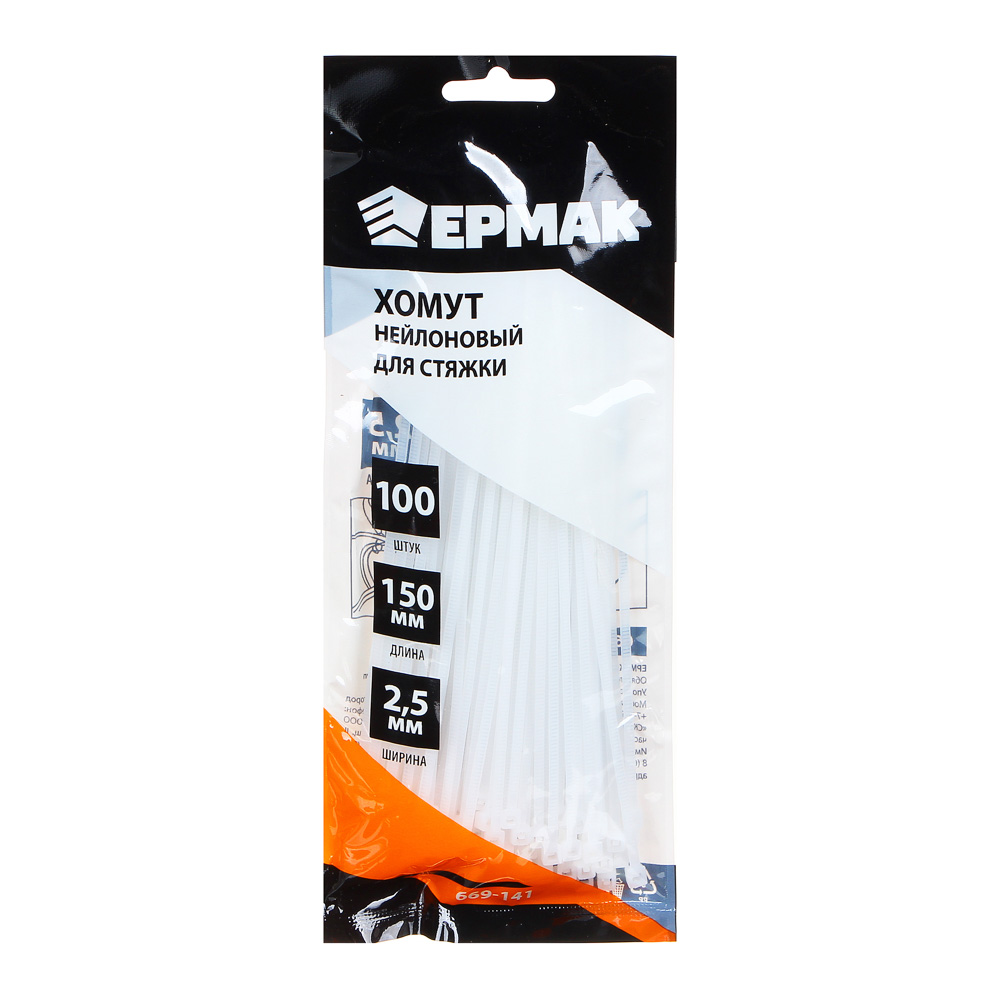 ЕРМАК
ХОМУТ
НЕЙЛОНОВЫЙ
ДЛЯ СТЯЖКИ
100
ШТУК
150
ММ
ДЛИНА
2,5
ММ
ШИРИНА
669-141